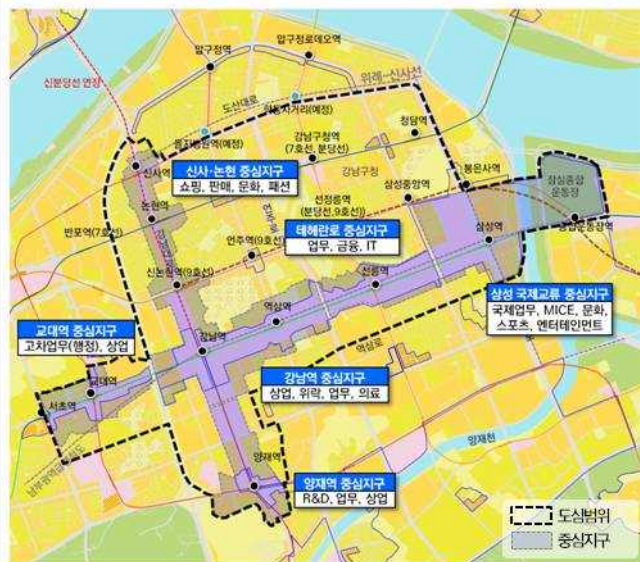 압구정역
압구정로데오역
신분당선 연장
위례-신사선
도산대로
을지병원역(예정)
강남구청역
(7호선, 분당선)
청담역
강남구청
신사역
신사·논현 중심지구
쇼핑, 판매, 문화, 패션
봉은사역
잠실종합
운동장
삼성중앙역
선정릉역
(분당선,9호선)
논현역
종합운동장역
반포역(7호선)
언주역(9호선)
테헤란로 중심지구
업무, 금융, IT
삼성역
신논현역(9호선)
선릉역
삼성 국제교류 중심지구
국제업무, MICE, 문화,
스포츠, 엔터테인먼트
역삼역
교대역 중심지구
고차업무(행정), 상업
강남역
역삼로
교대역
서초역
강남역 중심지구
상업, 위락, 업무, 의료
양재천
양재역
양재역 중심지구
R&D, 업무, 상업
도심범위
중심지구